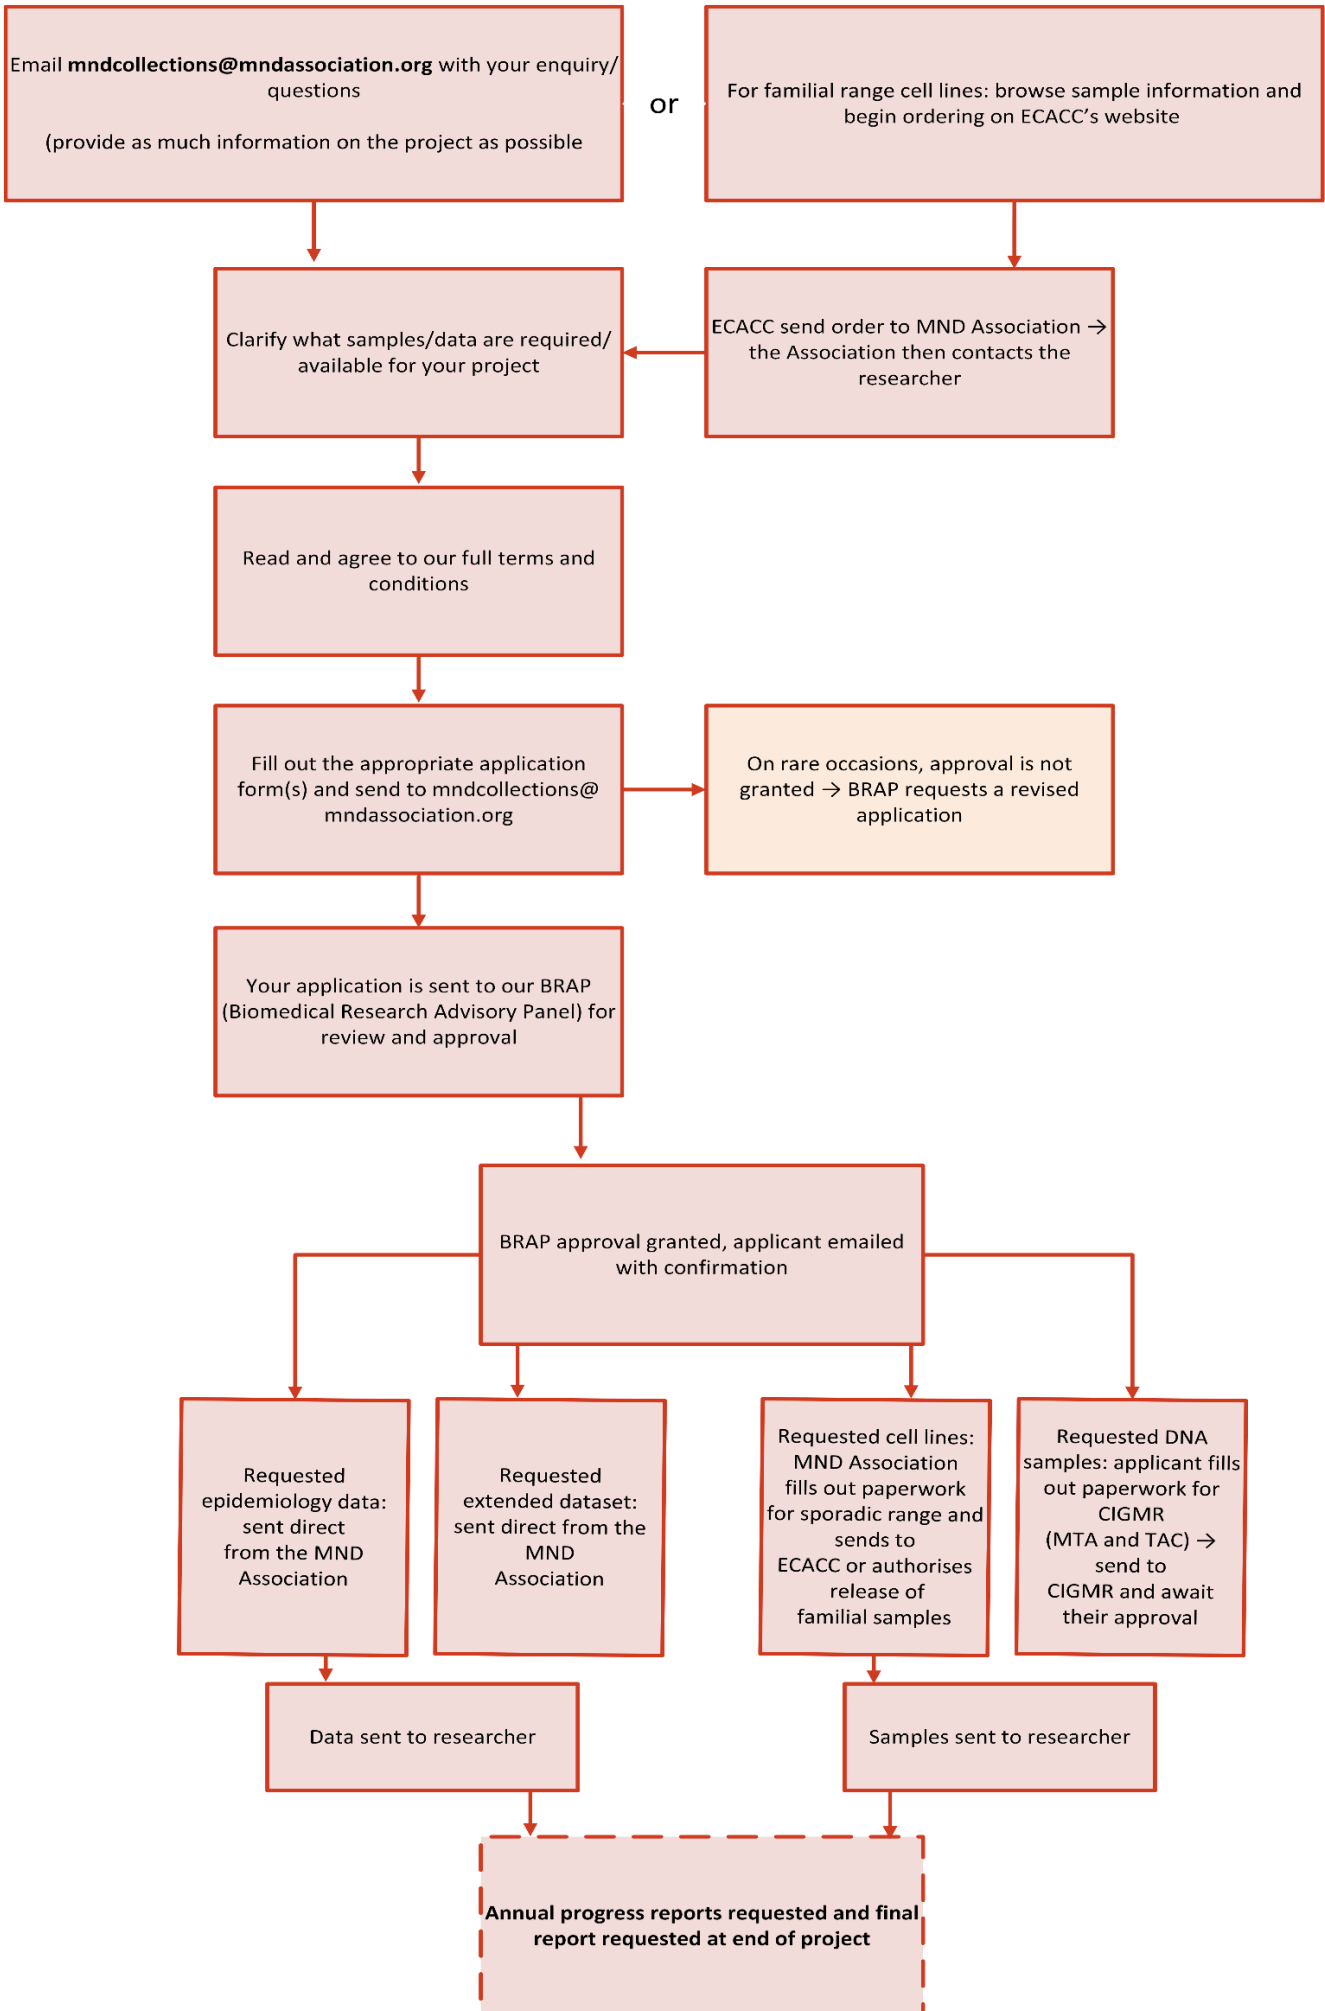 Email mndcollections@mndassociation.org with your enquiry/
questions
(provide as much information on the project as possible
or
For familial range cell lines: browse sample information and
begin ordering on ECACC’s website
Clarify what samples/data are required/
available for your project
ECACC send order to MND Association →
the Association then contacts the
researcher
Read and agree to our full terms and
conditions
Fill out the appropriate application
form(s) and send to mndcollections@
mndassociation.org
On rare occasions, approval is not
granted → BRAP requests a revised
application
Your application is sent to our BRAP
(Biomedical Research Advisory Panel) for
review and approval
BRAP approval granted, applicant emailed
with confirmation
Requested
epidemiology data:
sent direct
from the MND
Association
Requested
extended dataset:
sent direct from the
MND
Association
Requested cell lines:
MND Association
fills out paperwork
for sporadic range and
sends to
ECACC or authorises
release of
familial samples
Requested DNA
samples: applicant fills
out paperwork for
CIGMR
(MTA and TAC) →
send to
CIGMR and await
their approval
Data sent to researcher
Samples sent to researcher
Annual progress reports requested and final
report requested at end of project